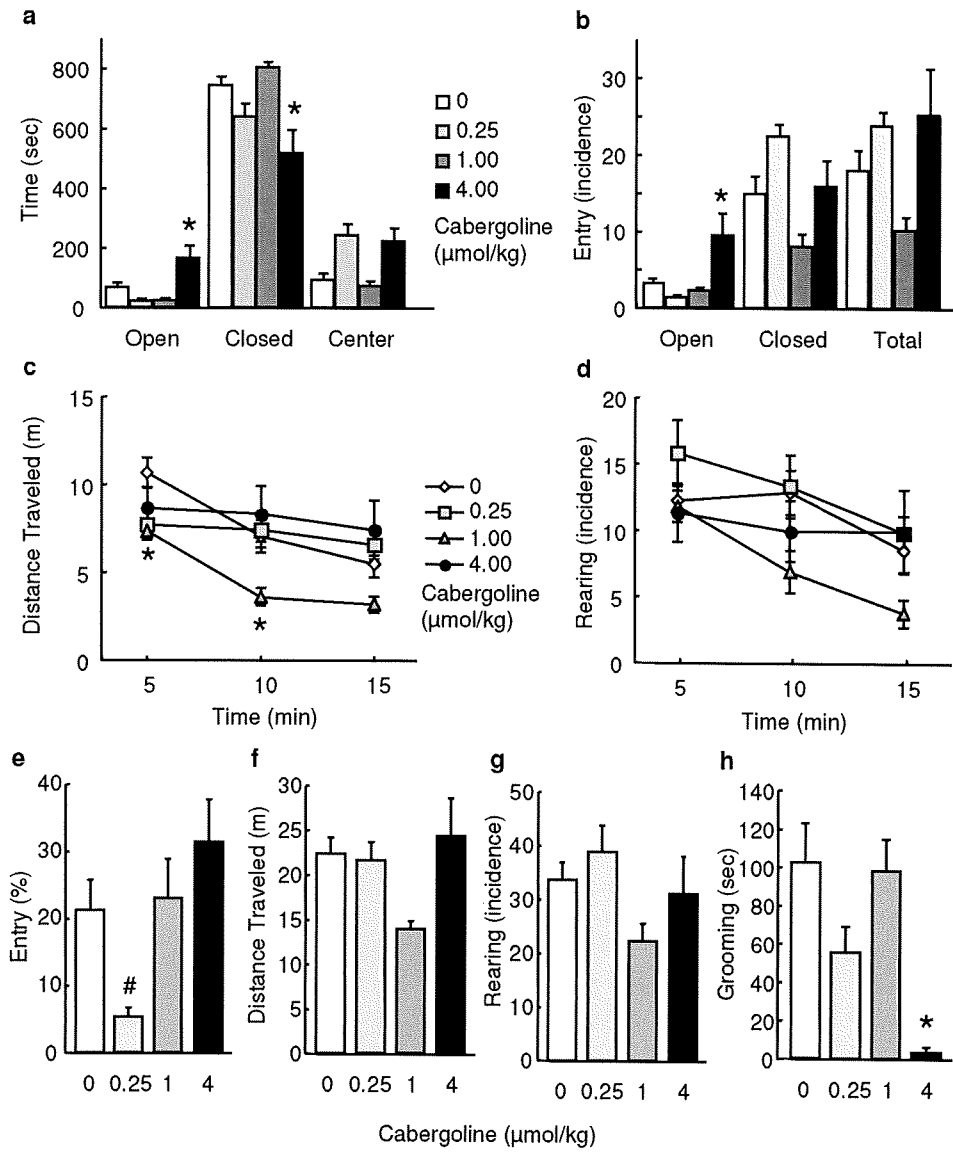 a
Time (sec)
800
600
400
200
0
*
*
Open Closed Center
0
0.25
1.00
4.00
Cabergoline
(μmol/kg)
b
Entry (incidence)
30
20
10
0
*
Open Closed Total
c
Distance Traveled (m)
15
10
5
0
*
*
5 10 15
Time (min)
0
0.25
1.00
4.00
Cabergoline
(μmol/kg)
d
Rearing (incidence)
20
15
10
5
0
5 10 15
Time (min)
e
Entry (%)
40
30
20
10
0
#
0 0.25 1 4
f
Distance Traveled (m)
30
25
20
15
10
5
0
0 0.25 1 4
g
Rearing (incidence)
50
40
30
20
10
0
0 0.25 1 4
h
Grooming (sec)
140
120
100
80
60
40
20
0
*
0 0.25 1 4
Cabergoline (μmol/kg)